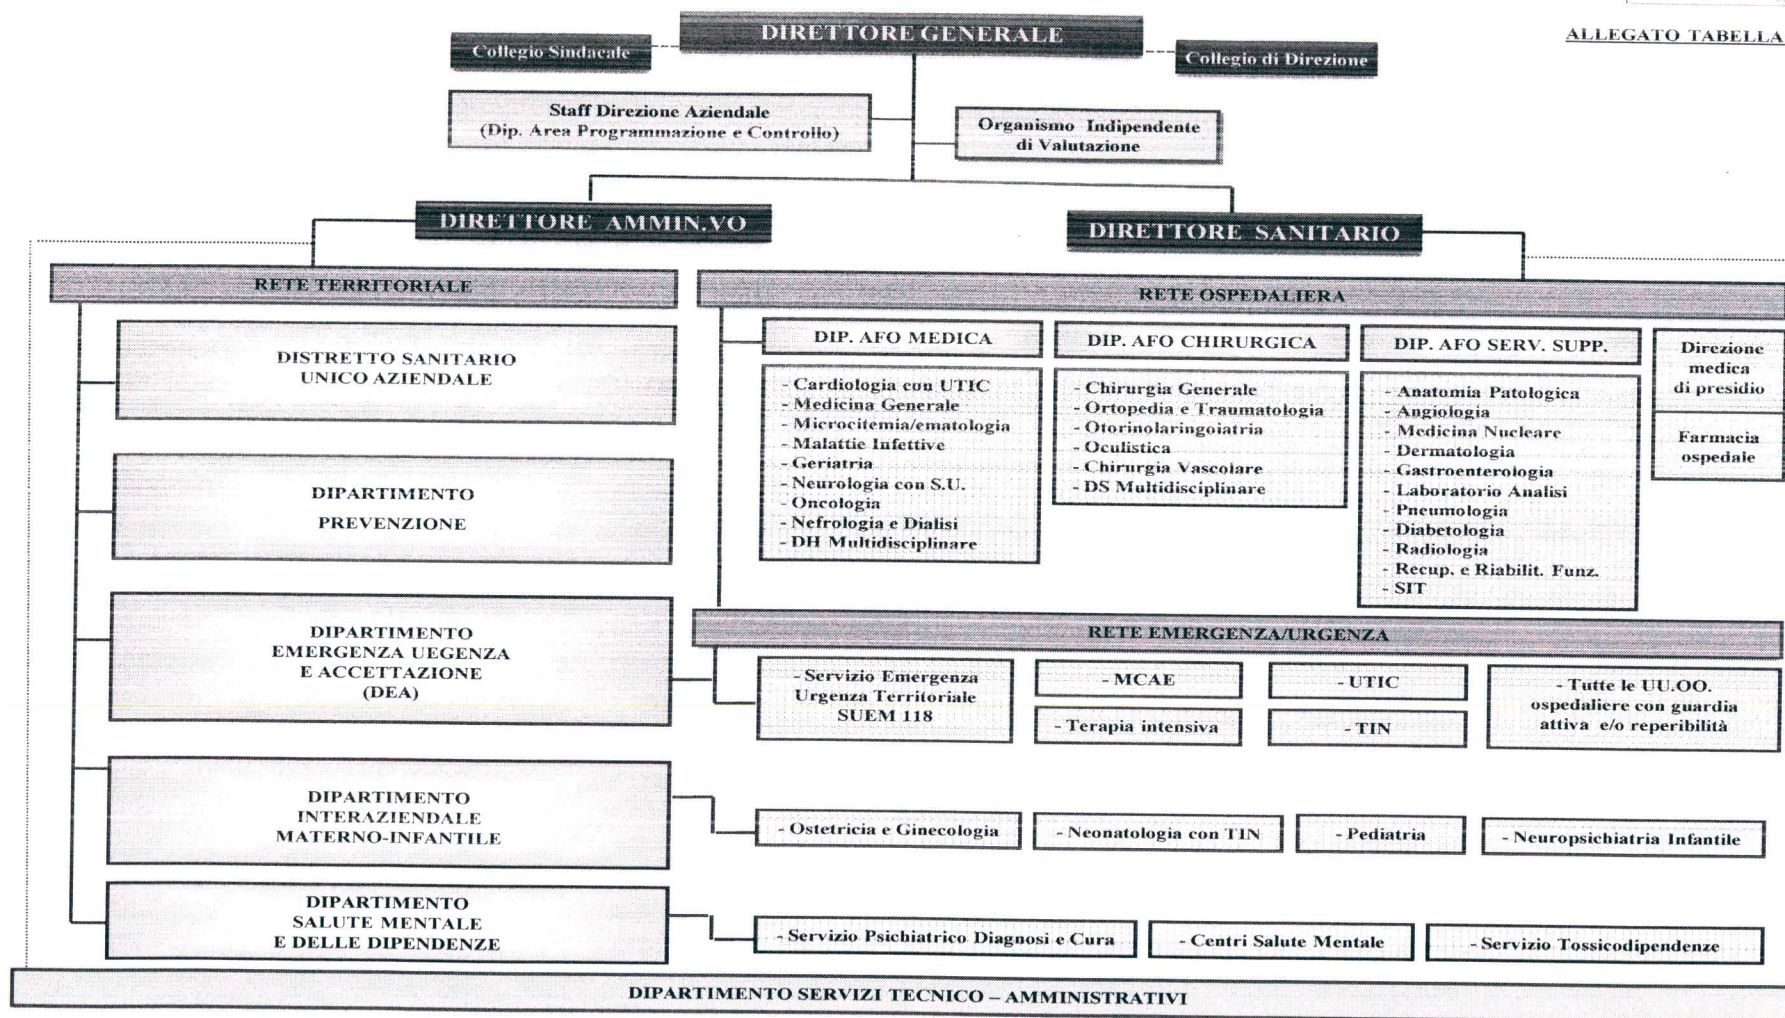 ALLEGATO TABELLA
DIRETTORE GENERALE
Collegio Sindacale
Collegio di Direzione
Staff Direzione Aziendale
(Dip. Area Programmazione e Controllo)
Organismo Indipendente
di Valutazione
DIRETTORE AMMIN.VO
DIRETTORE SANITARIO
RETE TERRITORIALE
DISTRETTO SANITARIO
UNICO AZIENDALE
DIPARTIMENTO
PREVENZIONE
DIPARTIMENTO
EMERGENZA UEGENZA
E ACCETTAZIONE
(DEA)
DIPARTIMENTO
INTERAZIENDALE
MATERNO-INFANTILE
DIPARTIMENTO
SALUTE MENTALE
E DELLE DIPENDENZE
RETE OSPEDALIERA
DIP. AFO MEDICA
- Cardiologia con UTIC
- Medicina Generale
- Microcitemia/ematologia
- Malattie Infettive
- Geriatria
- Neurologia con S.U.
- Oncologia
- Nefrologia e Dialisi
- DH Multidisciplinare
DIP. AFO CHIRURGICA
- Chirurgia Generale
- Ortopedia e Traumatologia
- Otorinolaringoiatria
- Oculistica
- Chirurgia Vascolare
- DS Multidisciplinare
DIP. AFO SERV. SUPP.
- Anatomia Patologica
- Angiologia
- Medicina Nucleare
- Dermatologia
- Gastroenterologia
- Laboratorio Analisi
- Pneumologia
- Diabetologia
- Radiologia
- Recup. e Riabilit. Funz.
- SIT
Direzione
medica
di presidio
Farmacia
ospedale
RETE EMERGENZA/URGENZA
- Servizio Emergenza
Urgenza Territoriale
SUEM 118
- MCAE
- Terapia intensiva
- UTIC
- TIN
- Tutte le UU.OO.
ospedaliere con guardia
attiva e/o reperibilità
- Ostetricia e Ginecologia
- Neonatologia con TIN
- Pediatria
- Neuropsichiatria Infantile
- Servizio Psichiatrico Diagnosi e Cura
- Centri Salute Mentale
- Servizio Tossicodipendenze
DIPARTIMENTO SERVIZI TECNICO – AMMINISTRATIVI